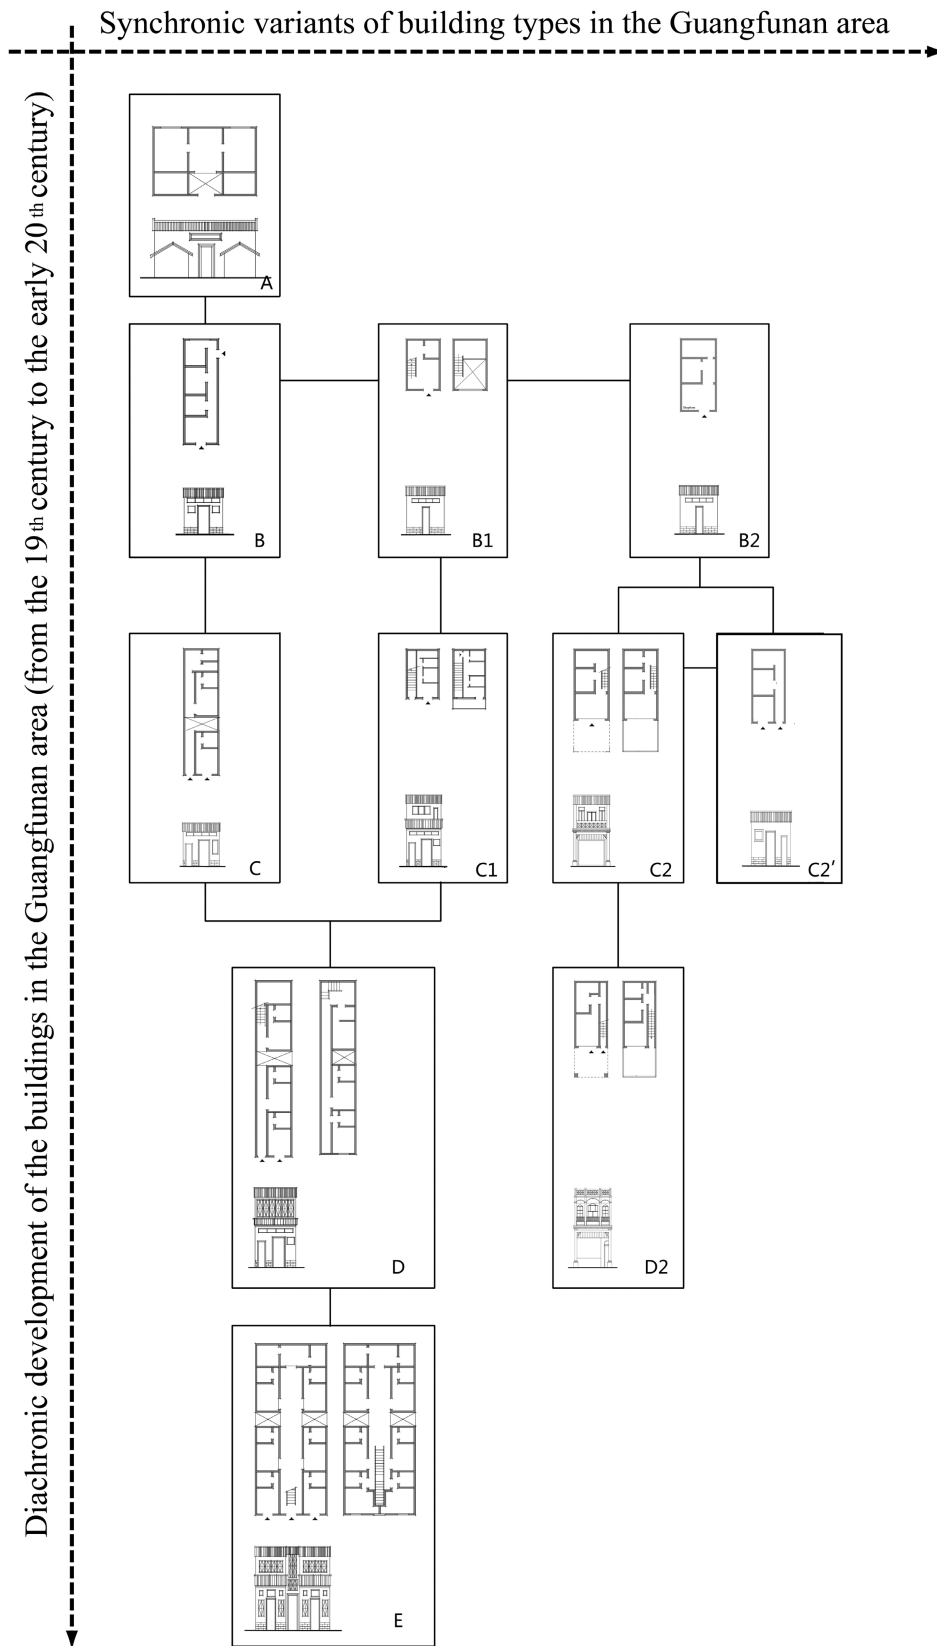 Synchronic variants of building types in the Guangfunan area
Diachronic development of the buildings in the Guangfunan area (from the 19th century to the early 20th century)
A
B
B1
B2
C
C1
C2
C2′
D
D2
E